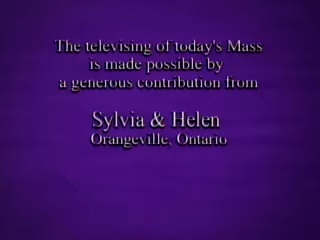 The televising of today's Mass
is made possible by
a generous contribution from
Sylvia & Helen
Orangeville, Ontario